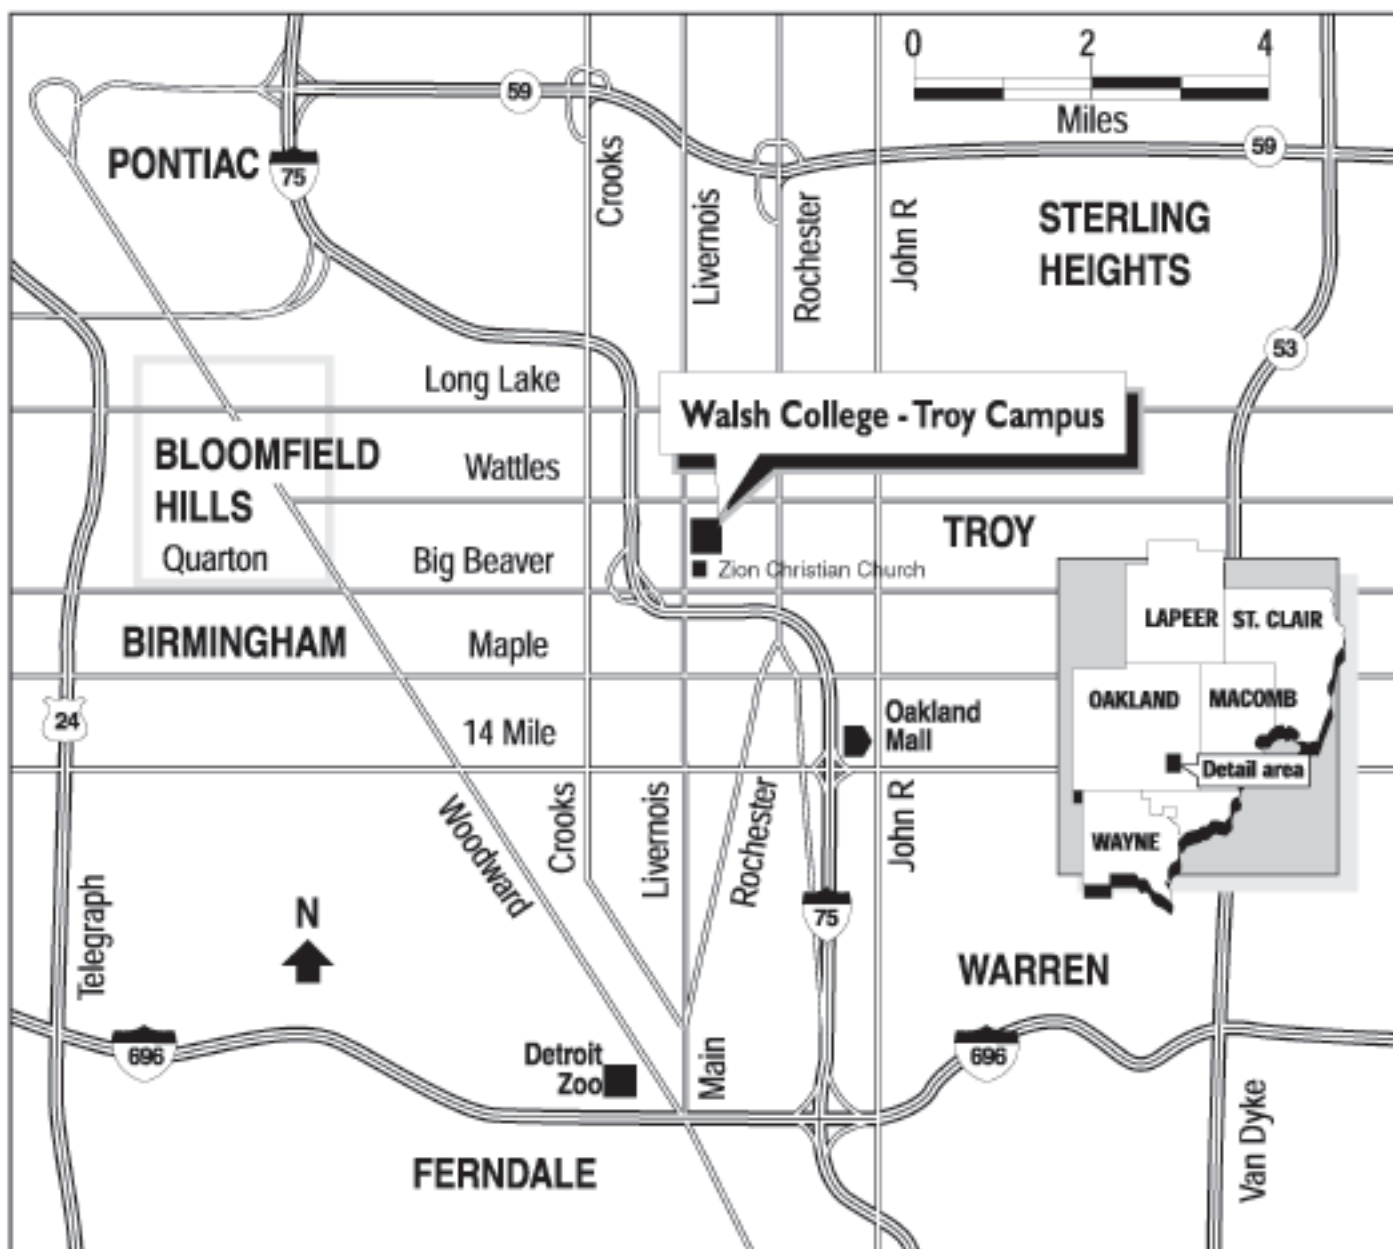 0 2 4
Miles
59
59
PONTIAC
75
Crooks
Livernois
Rochester
John R
STERLING
HEIGHTS
53
Long Lake
Walsh College - Troy Campus
BLOOMFIELD
HILLS
Wattles
Quarton
Big Beaver
TROY
Zion Christian Church
BIRMINGHAM
Maple
LAPEER
ST. CLAIR
OAKLAND
MACOMB
Detail area
WAYNE
24
14 Mile
Oakland
Mall
Woodward
Crooks
Livernois
Rochester
John R
75
Telegraph
N
WARREN
696
696
Detroit
Zoo
Main
Van Dyke
FERNDALE